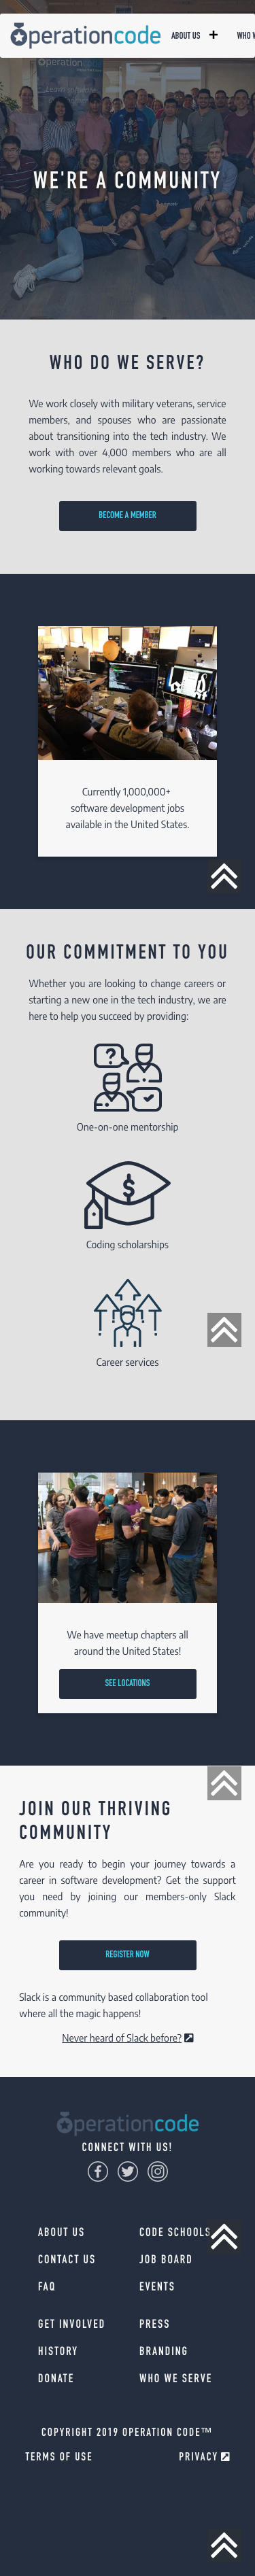 operationcode
ABOUT US
WE'RE A COMMUNITY
WHO DO WE SERVE?
We work closely with military veterans, service
members, and spouses who are passionate
about transitioning into the tech industry. We
work with over 4,000 members who are all
working towards relevant goals.
BECOME A MEMBER
Currently 1,000,000+
software development jobs
available in the United States.
OUR COMMITMENT TO YOU
Whether you are looking to change careers or
starting a new one in the tech industry, we are
here to help you succeed by providing:
One-on-one mentorship
Coding scholarships
Career services
We have meetup chapters all
around the United States!
SEE LOCATIONS
JOIN OUR THRIVING
COMMUNITY
Are you ready to begin your journey towards a
career in software development? Get the support
you need by joining our members-only Slack
community!
REGISTER NOW
Slack is a community based collaboration tool
where all the magic happens!
Never heard of Slack before?
operationcode
CONNECT WITH US!
ABOUT US
CODE SCHOOLS
CONTACT US
JOB BOARD
FAQ
EVENTS
GET INVOLVED
PRESS
HISTORY
BRANDING
DONATE
WHO WE SERVE
COPYRIGHT 2019 OPERATION CODE™
TERMS OF USE
PRIVACY